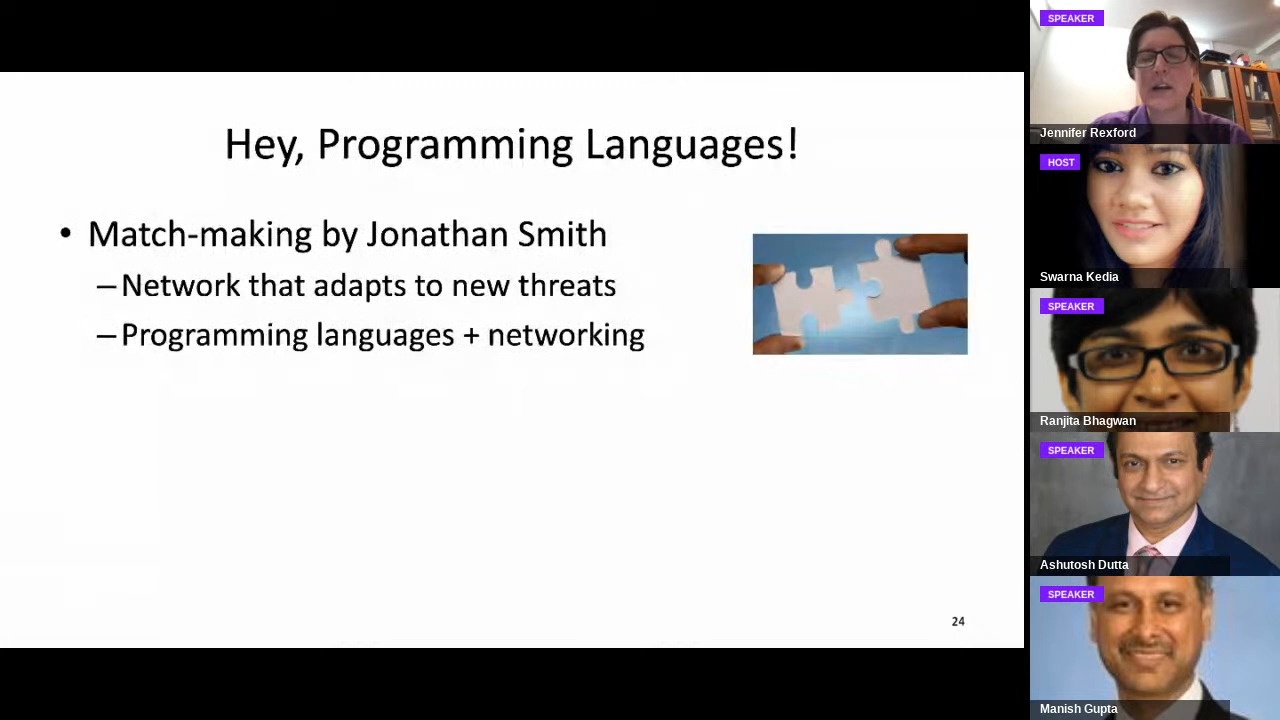 Hey, Programming Languages!
• Match-making by Jonathan Smith
– Network that adapts to new threats
– Programming languages + networking
24
SPEAKER
Jennifer Rexford
HOST
Swarna Kedia
SPEAKER
Ranjita Bhagwan
SPEAKER
Ashutosh Dutta
SPEAKER
Manish Gupta